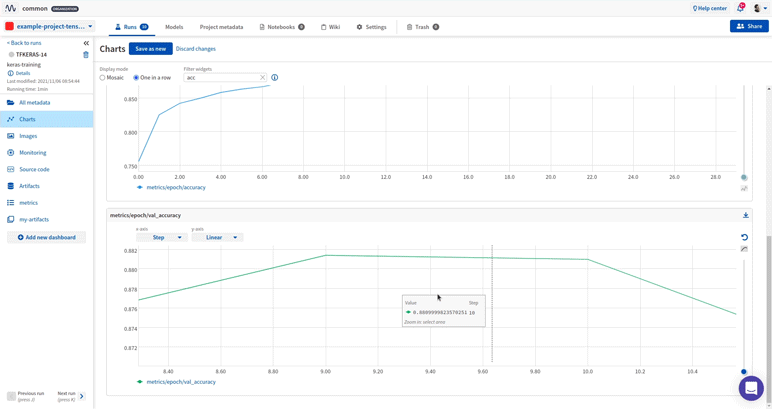 common ORGANIZATION
Help center
example-project-tens...
Runs
Models
Project metadata
Notebooks
Wiki
Settings
Trash
Share
< Back to runs
TFKERAS-14
keras-training
Details
Last modified: 2021/11/08 08:54:44
Running time: 1min
All metadata
Charts
Images
Monitoring
Source code
Artifacts
metrics
my-artifacts
Add new dashboard
Previous run
(press J)
Next run
(press K)
Charts
Save as new
Discard changes
Display mode
Mosaic
One in a row
Filter widgets
acc
0.850
0.800
0.750
0.00 2.00 4.00 6.00 8.00 10.0 12.0 14.0 16.0 18.0 20.0 22.0 24.0 26.0 28.0
metrics/epoch/accuracy
metrics/epoch/val_accuracy
x-axis
Step
y-axis
Linear
0.882
0.880
0.878
0.876
0.874
0.872
Value Step
0.8809999823570251 10
Zoom in: select area
8.40 8.60 8.80 9.00 9.20 9.40 9.60 9.80 10.0 10.2 10.4
metrics/epoch/val_accuracy